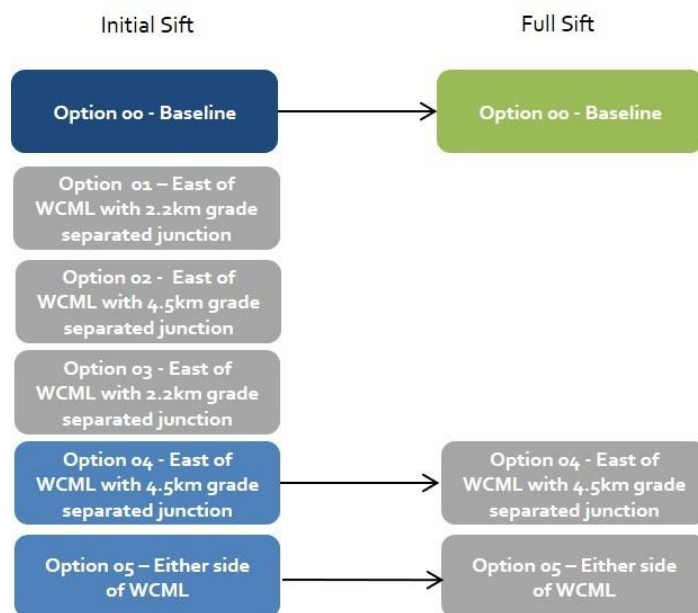 Initial Sift
Full Sift
Option 00 - Baseline
Option 00 - Baseline
Option 01 – East of
WCML with 2.2km grade
separated junction
Option 02 - East of
WCML with 4.5km grade
separated junction
Option 03 - East of
WCML with 2.2km grade
separated junction
Option 04 - East of
WCML with 4.5km grade
separated junction
Option 04 - East of
WCML with 4.5km grade
separated junction
Option 05 – Either side
of WCML
Option 05 – Either side
of WCML